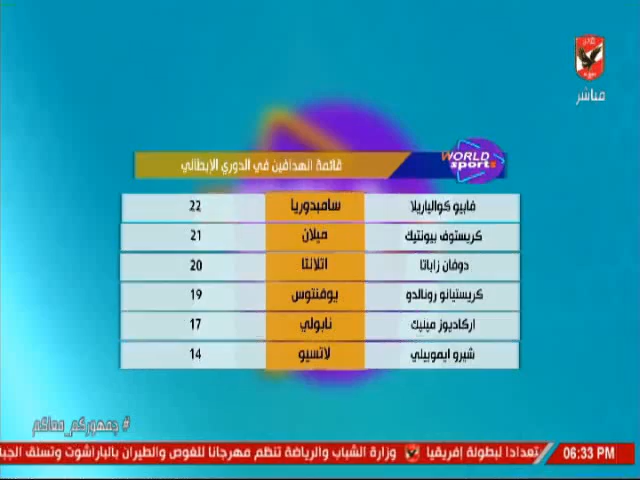 مباشر
WORLD
sports
قائمة الهدافين في الدوري الإيطالي
فابيو كوالياريلا سامبدوريا 22
كريستوف بيونتيك ميلان 21
دوفان زاباتا اتلانتا 20
كريستيانو رونالدو يوفنتوس 19
اركاديوز ميليك نابولي 17
شيرو ايموبيلي لاتسيو 14
#جمهوركم_معاكم
تعدادا لبطولة إفريقيا وزارة الشباب والرياضة تنظم مهرجانا للغوص والطيران بالباراشوت وتسلق الجبا
06:33 PM